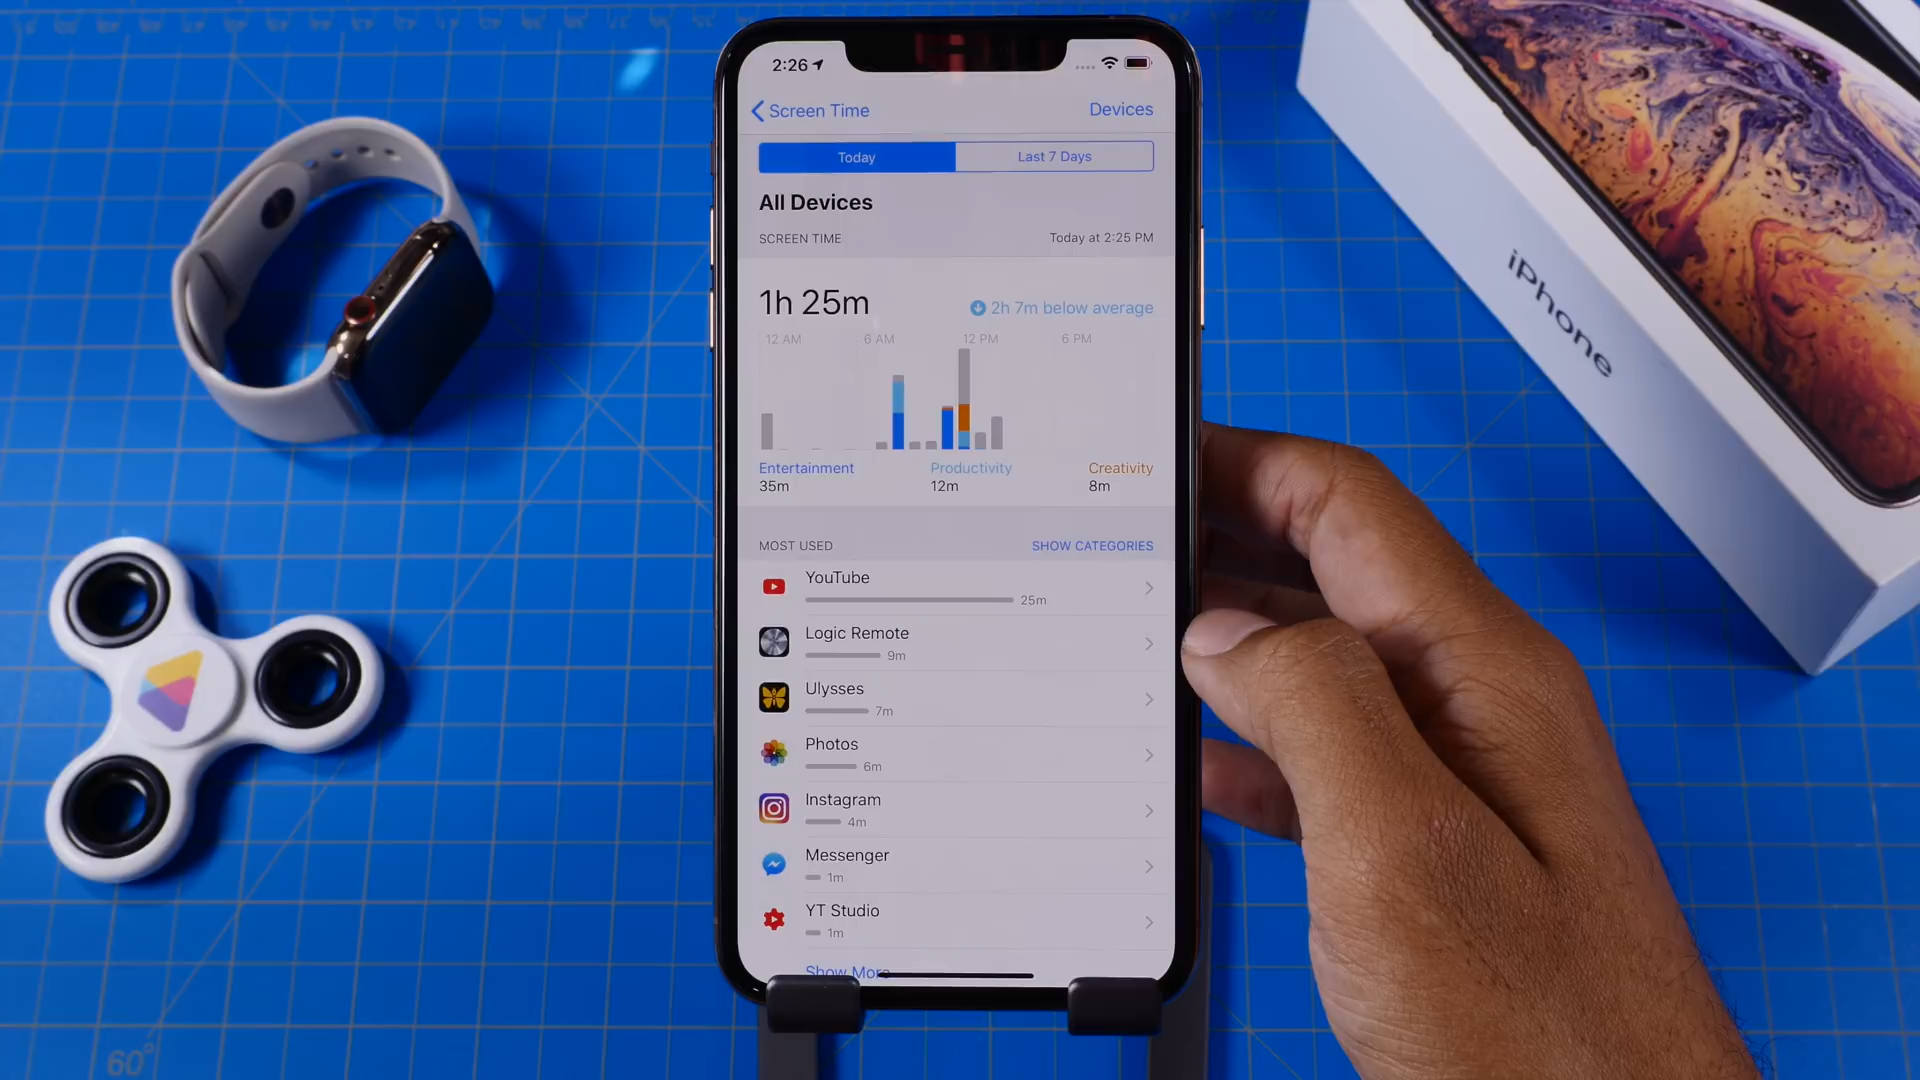 2:26
Screen Time
Devices
Today
Last 7 Days
All Devices
SCREEN TIME
Today at 2:25 PM
1h 25m
2h 7m below average
12 AM
6 AM
12 PM
6 PM
Entertainment
Productivity
Creativity
35m
12m
8m
MOST USED
SHOW CATEGORIES
YouTube
25m
Logic Remote
9m
Ulysses
7m
Photos
6m
Instagram
4m
Messenger
1m
YT Studio
1m
Show More
iPhone
60°